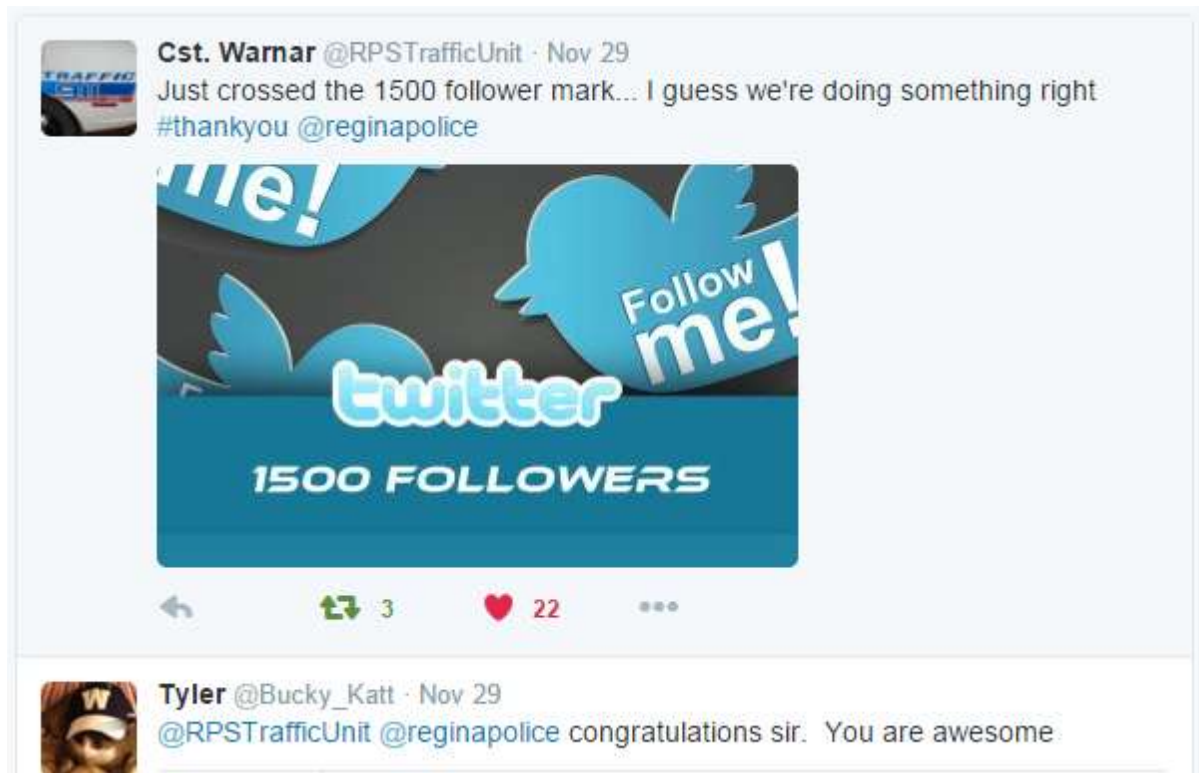 Cst. Warnar @RPSTrafficUnit · Nov 29
Just crossed the 1500 follower mark... I guess we're doing something right
#thankyou @reginapolice
TRAFFIC
me!
Follow
me!
twitter
1500 FOLLOWERS
3 22
Tyler @Bucky_Katt · Nov 29
W
@RPSTrafficUnit @reginapolice congratulations sir. You are awesome